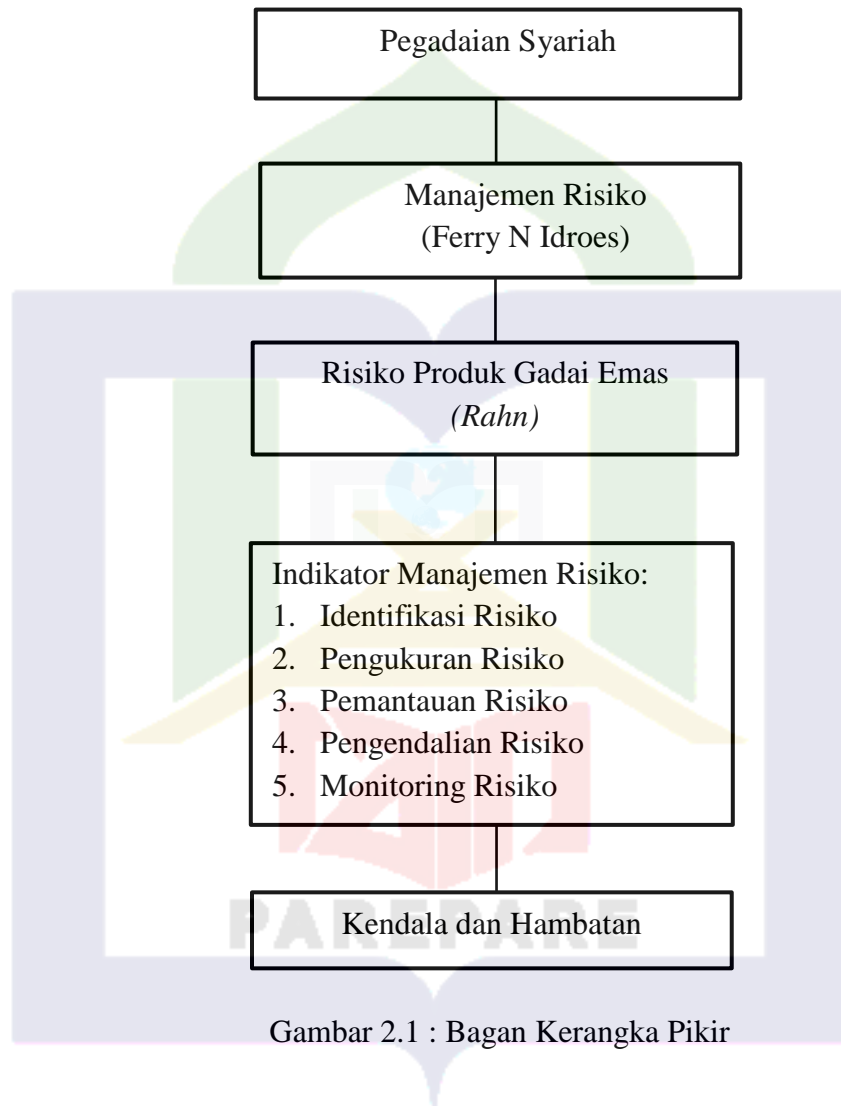 Pegadaian Syariah
Manajemen Risiko
(Ferry N Idroes)
Risiko Produk Gadai Emas
(Rahn)
Indikator Manajemen Risiko:
1. Identifikasi Risiko
2. Pengukuran Risiko
3. Pemantauan Risiko
4. Pengendalian Risiko
5. Monitoring Risiko
Kendala dan Hambatan
PAREPARE
Gambar 2.1 : Bagan Kerangka Pikir